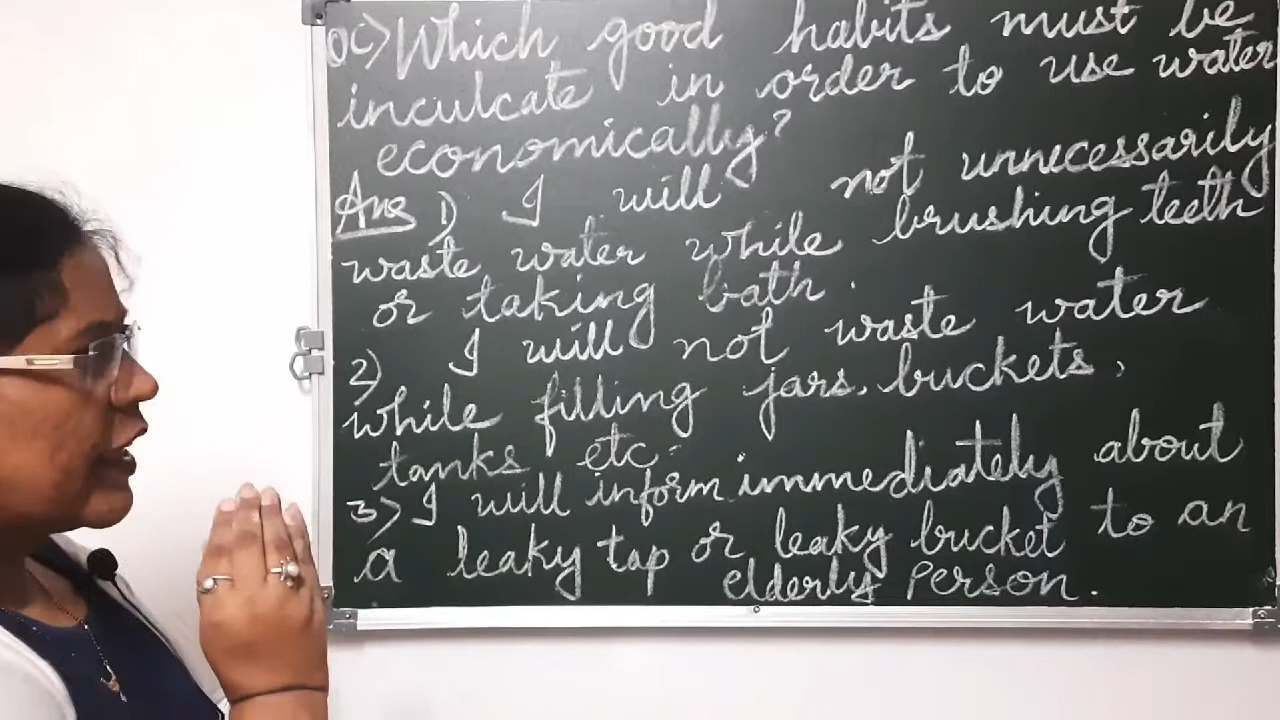 Q c) Which good habits must be
inculcate in order to use water
economically?
Ans 1) I will not unnecessarily
waste water while brushing teeth
or taking bath.
2) I will not waste water
while filling jars, buckets,
tanks etc.
3) I will inform immediately about
a leaky tap or leaky bucket to an
elderly person.